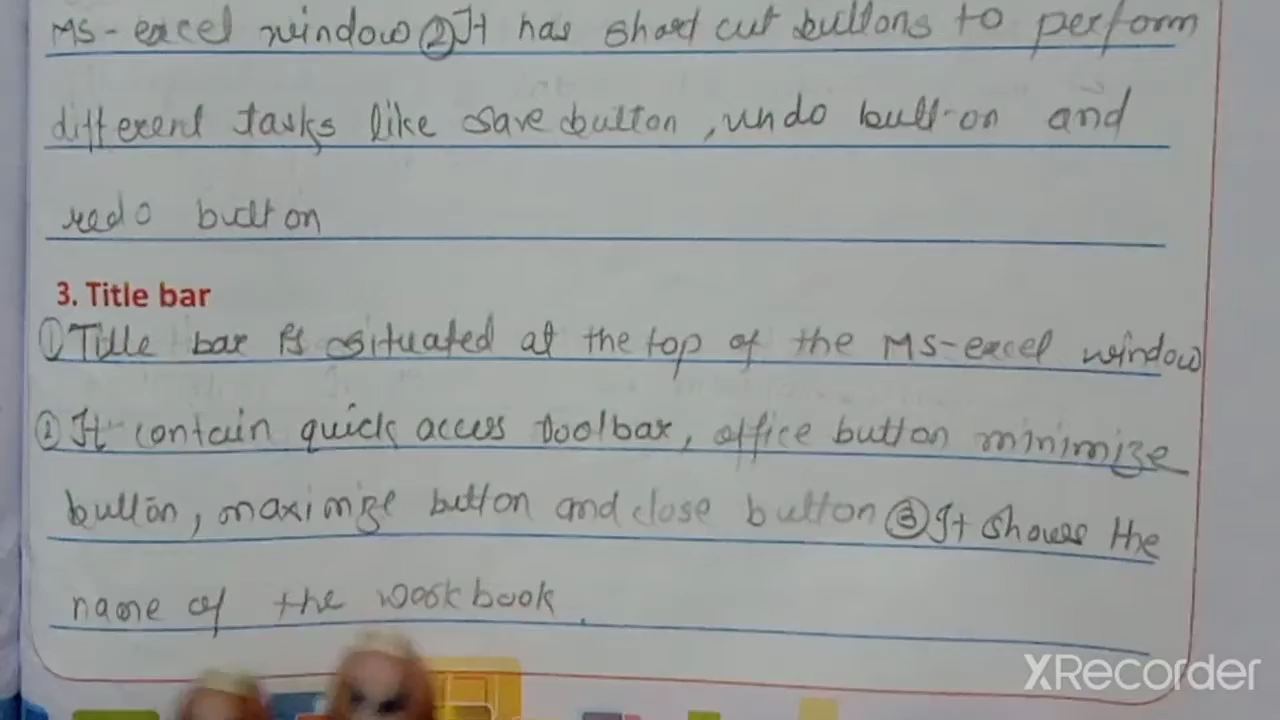 MS-excel window ② It has short cut buttons to perform
different tasks like save button, undo button and
redo button
3. Title bar
① Title bar is situated at the top of the MS-excel window
② It contain quick access toolbar, office button minimize
button, maximize button and close button ③ It shows the
name of the workbook.
XRecorder